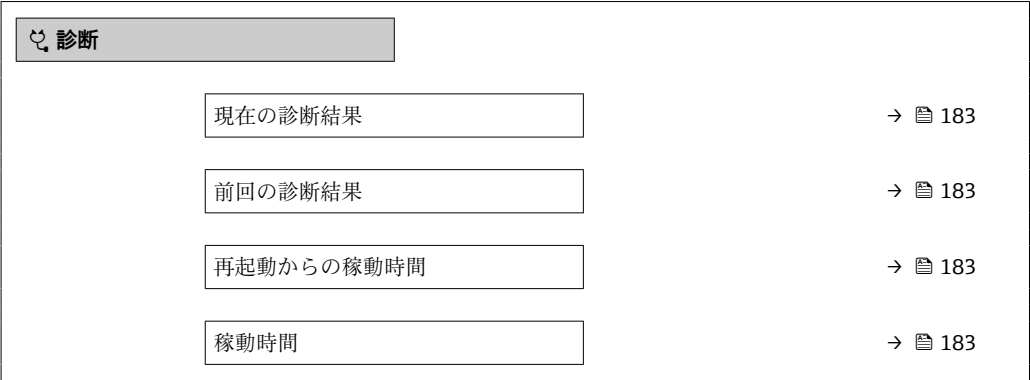 診断
現在の診断結果 → 183
前回の診断結果 → 183
再起動からの稼動時間 → 183
稼動時間 → 183